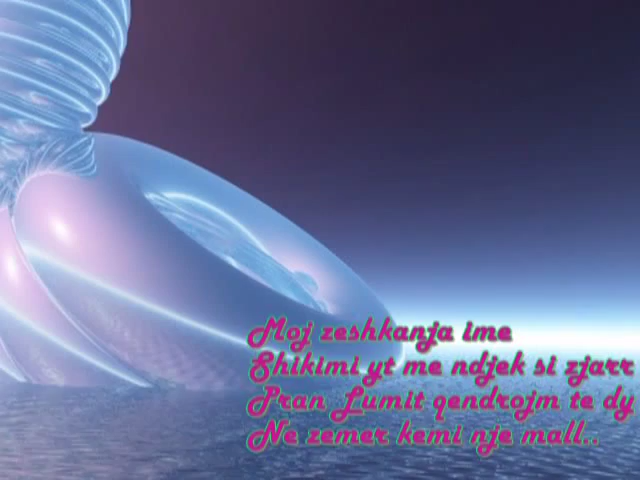 Moj zeshkanja ime
Shikimi yt me ndjek si zjarr
Pran Lumit qendrojm te dy
Ne zemer kemi nje mall..